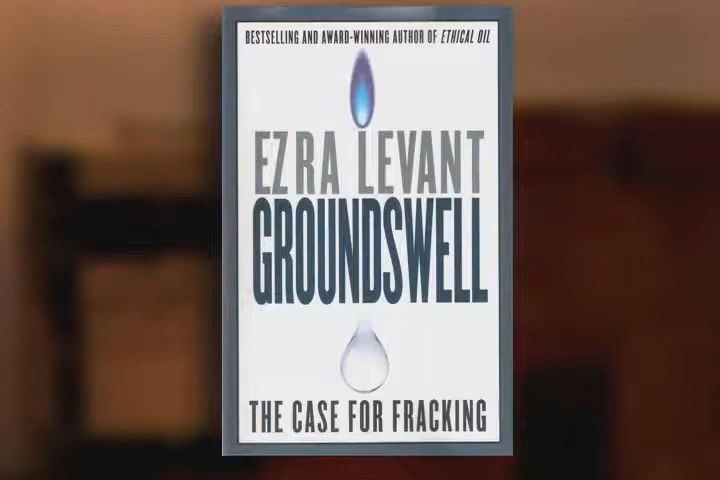 BESTSELLING AND AWARD-WINNING AUTHOR OF ETHICAL OIL
EZRA LEVANT
GROUNDSWELL
THE CASE FOR FRACKING